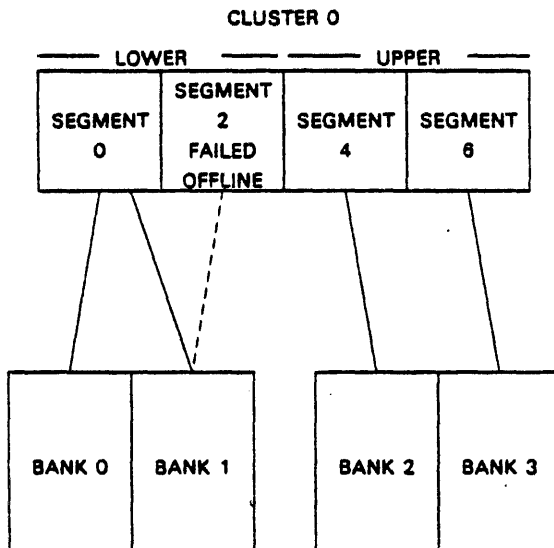 CLUSTER 0
LOWER UPPER
SEGMENT
0
SEGMENT
2
FAILED
OFFLINE
SEGMENT
4
SEGMENT
6
BANK 0
BANK 1
BANK 2
BANK 3